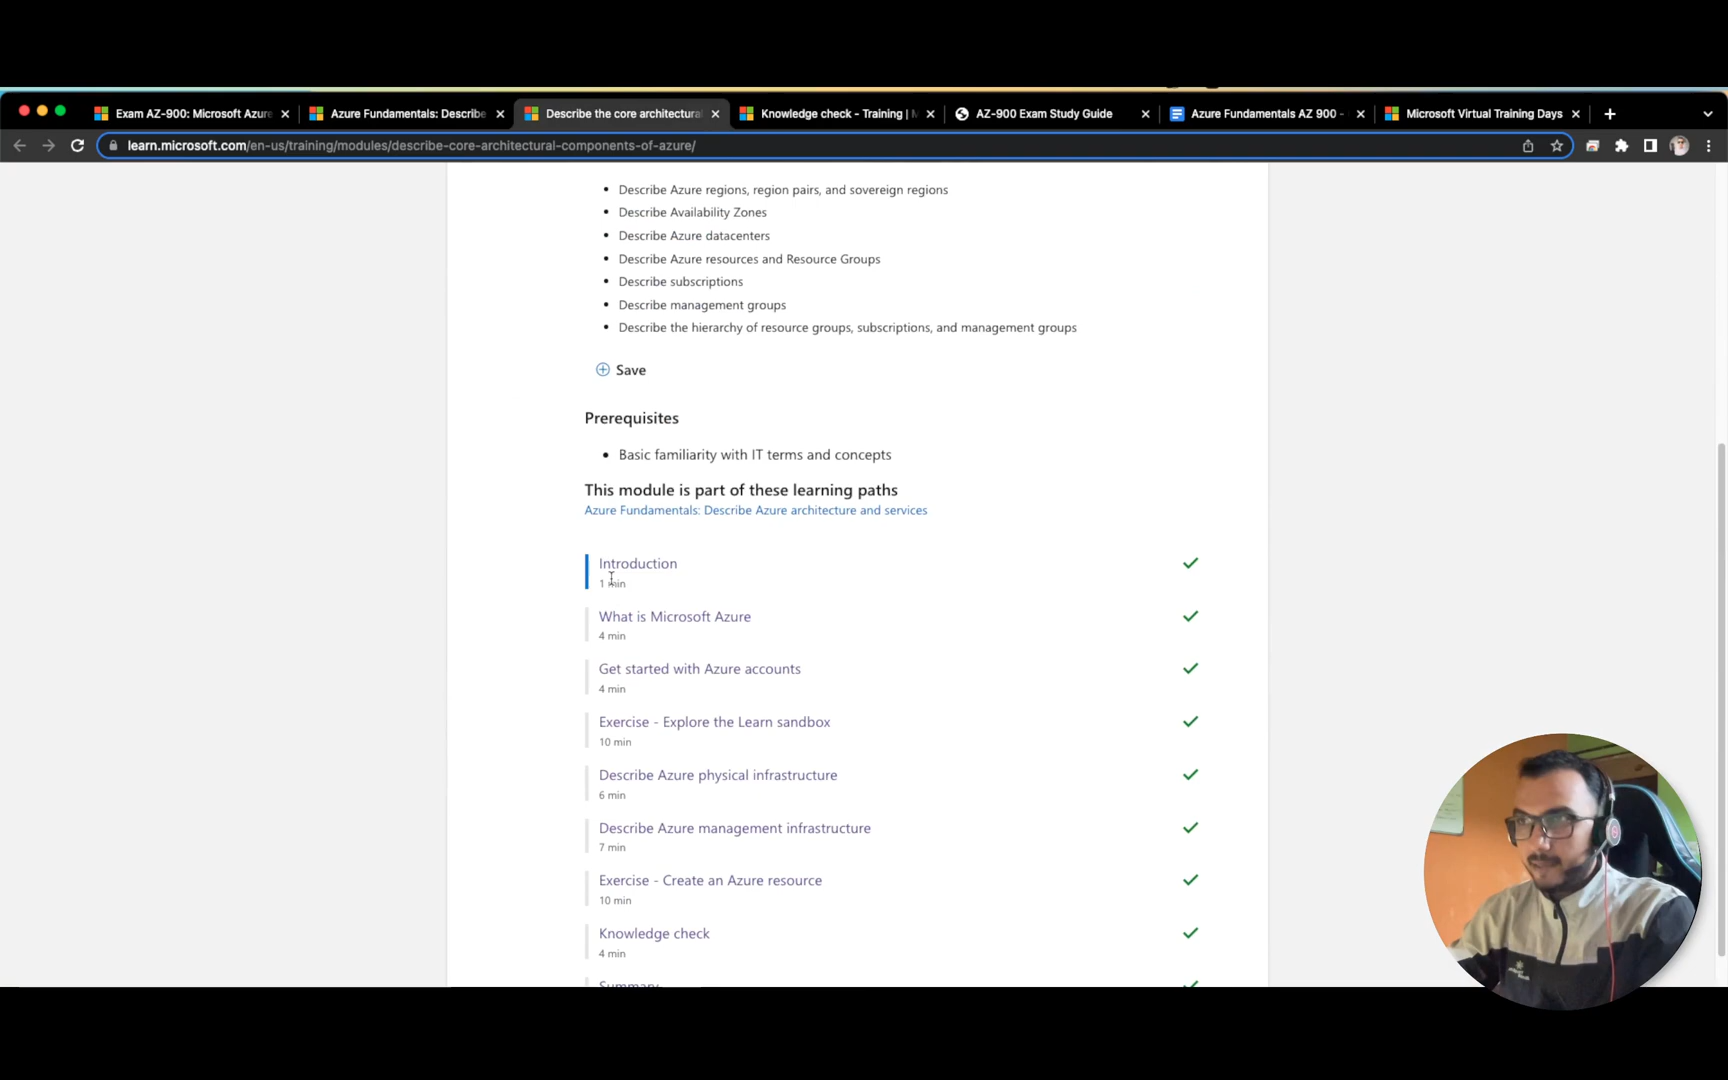 Exam AZ-900: Microsoft Azure
Azure Fundamentals: Describe
Describe the core architectural
Knowledge check - Training | M
AZ-900 Exam Study Guide
Azure Fundamentals AZ 900 -
Microsoft Virtual Training Days
learn.microsoft.com/en-us/training/modules/describe-core-architectural-components-of-azure/
• Describe Azure regions, region pairs, and sovereign regions
• Describe Availability Zones
• Describe Azure datacenters
• Describe Azure resources and Resource Groups
• Describe subscriptions
• Describe management groups
• Describe the hierarchy of resource groups, subscriptions, and management groups
Save
Prerequisites
• Basic familiarity with IT terms and concepts
This module is part of these learning paths
Azure Fundamentals: Describe Azure architecture and services
Introduction
1 min
What is Microsoft Azure
4 min
Get started with Azure accounts
4 min
Exercise - Explore the Learn sandbox
10 min
Describe Azure physical infrastructure
6 min
Describe Azure management infrastructure
7 min
Exercise - Create an Azure resource
10 min
Knowledge check
4 min
Summary